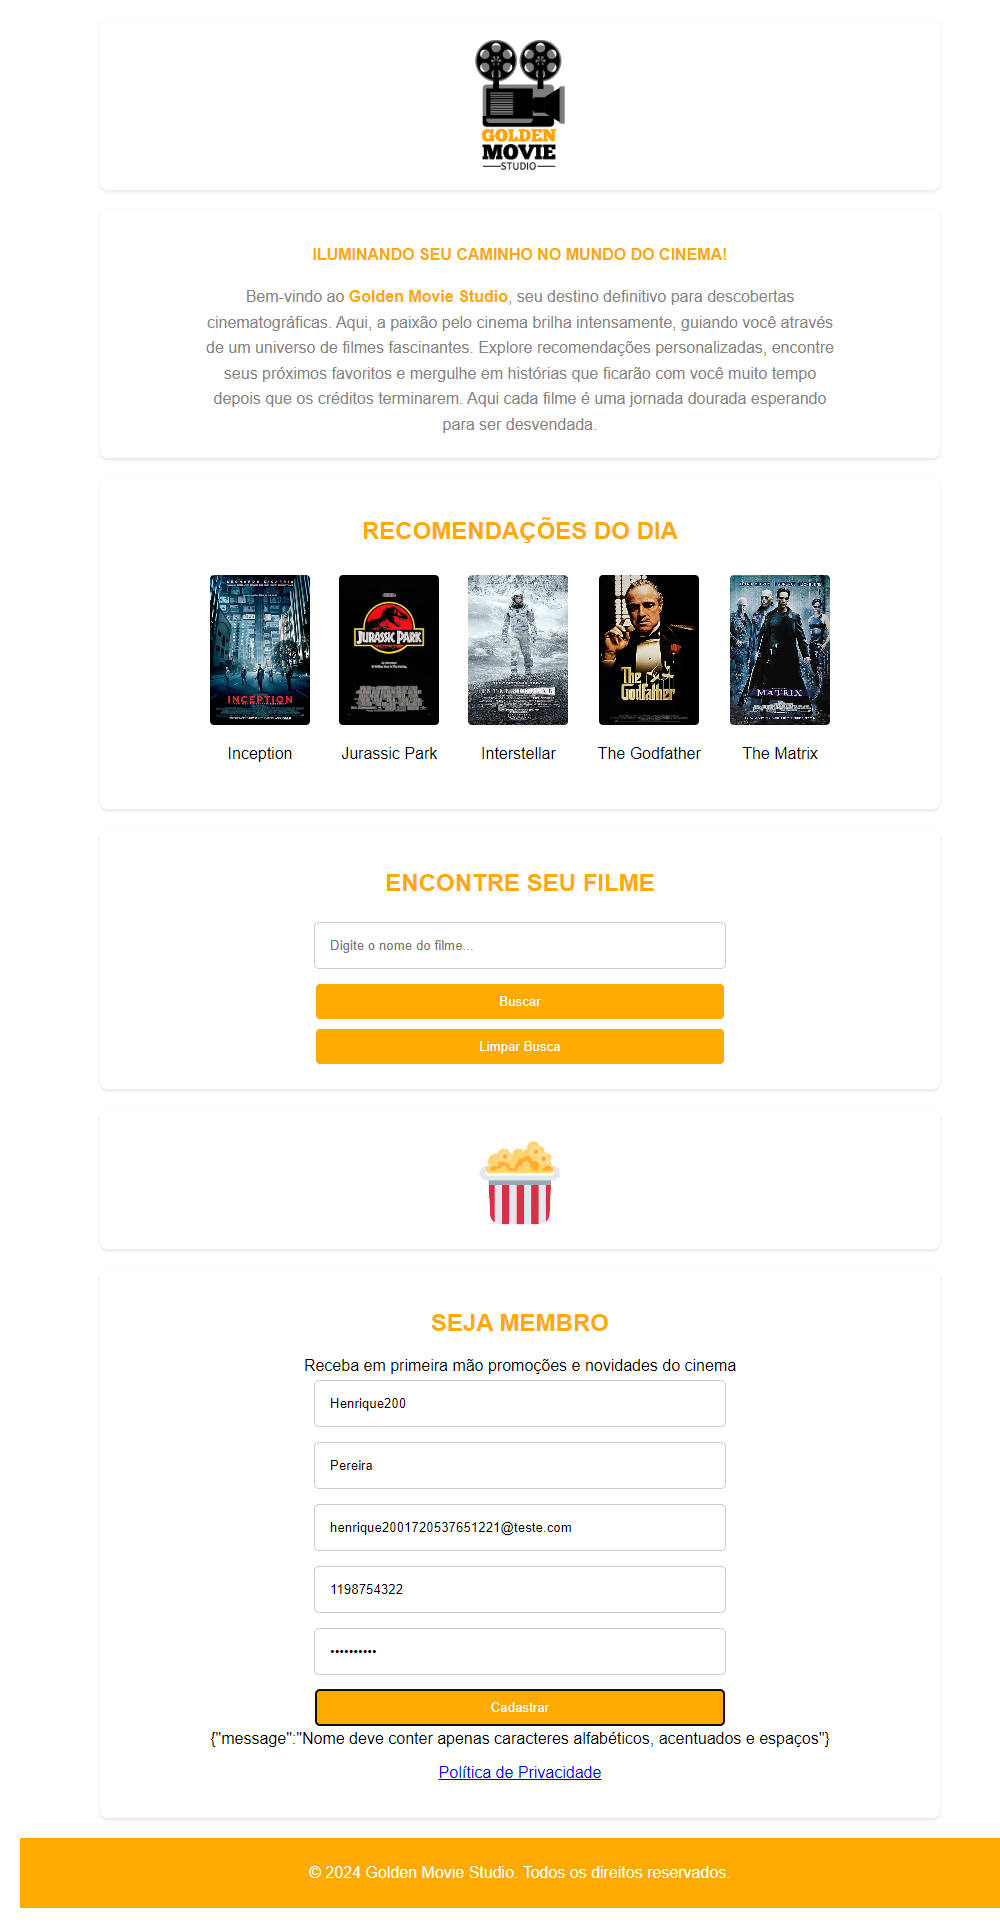 GOLDEN
MOVIE
STUDIO
ILUMINANDO SEU CAMINHO NO MUNDO DO CINEMA!
Bem-vindo ao Golden Movie Studio, seu destino definitivo para descobertas
cinematográficas. Aqui, a paixão pelo cinema brilha intensamente, guiando você através
de um universo de filmes fascinantes. Explore recomendações personalizadas, encontre
seus próximos favoritos e mergulhe em histórias que ficarão com você muito tempo
depois que os créditos terminarem. Aqui cada filme é uma jornada dourada esperando
para ser desvendada.
RECOMENDAÇÕES DO DIA
INCEPTION
JURASSIC PARK
INTERSTELLAR
The
Godfather
MATRIX
Inception
Jurassic Park
Interstellar
The Godfather
The Matrix
ENCONTRE SEU FILME
Digite o nome do filme...
Buscar
Limpar Busca
SEJA MEMBRO
Receba em primeira mão promoções e novidades do cinema
Henrique200
Pereira
henrique2001720537651221@teste.com
1198754322
••••••••••
Cadastrar
{"message":"Nome deve conter apenas caracteres alfabéticos, acentuados e espaços"}
Política de Privacidade
© 2024 Golden Movie Studio. Todos os direitos reservados.